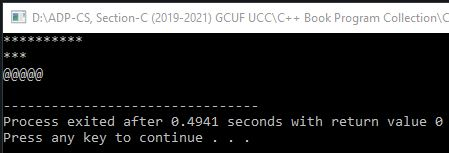 D:\ADP-CS, Section-C (2019-2021) GCUF UCC\C++ Book Program Collection\C
**********
***
@@@@@
--------------------------------
Process exited after 0.4941 seconds with return value 0
Press any key to continue . . .